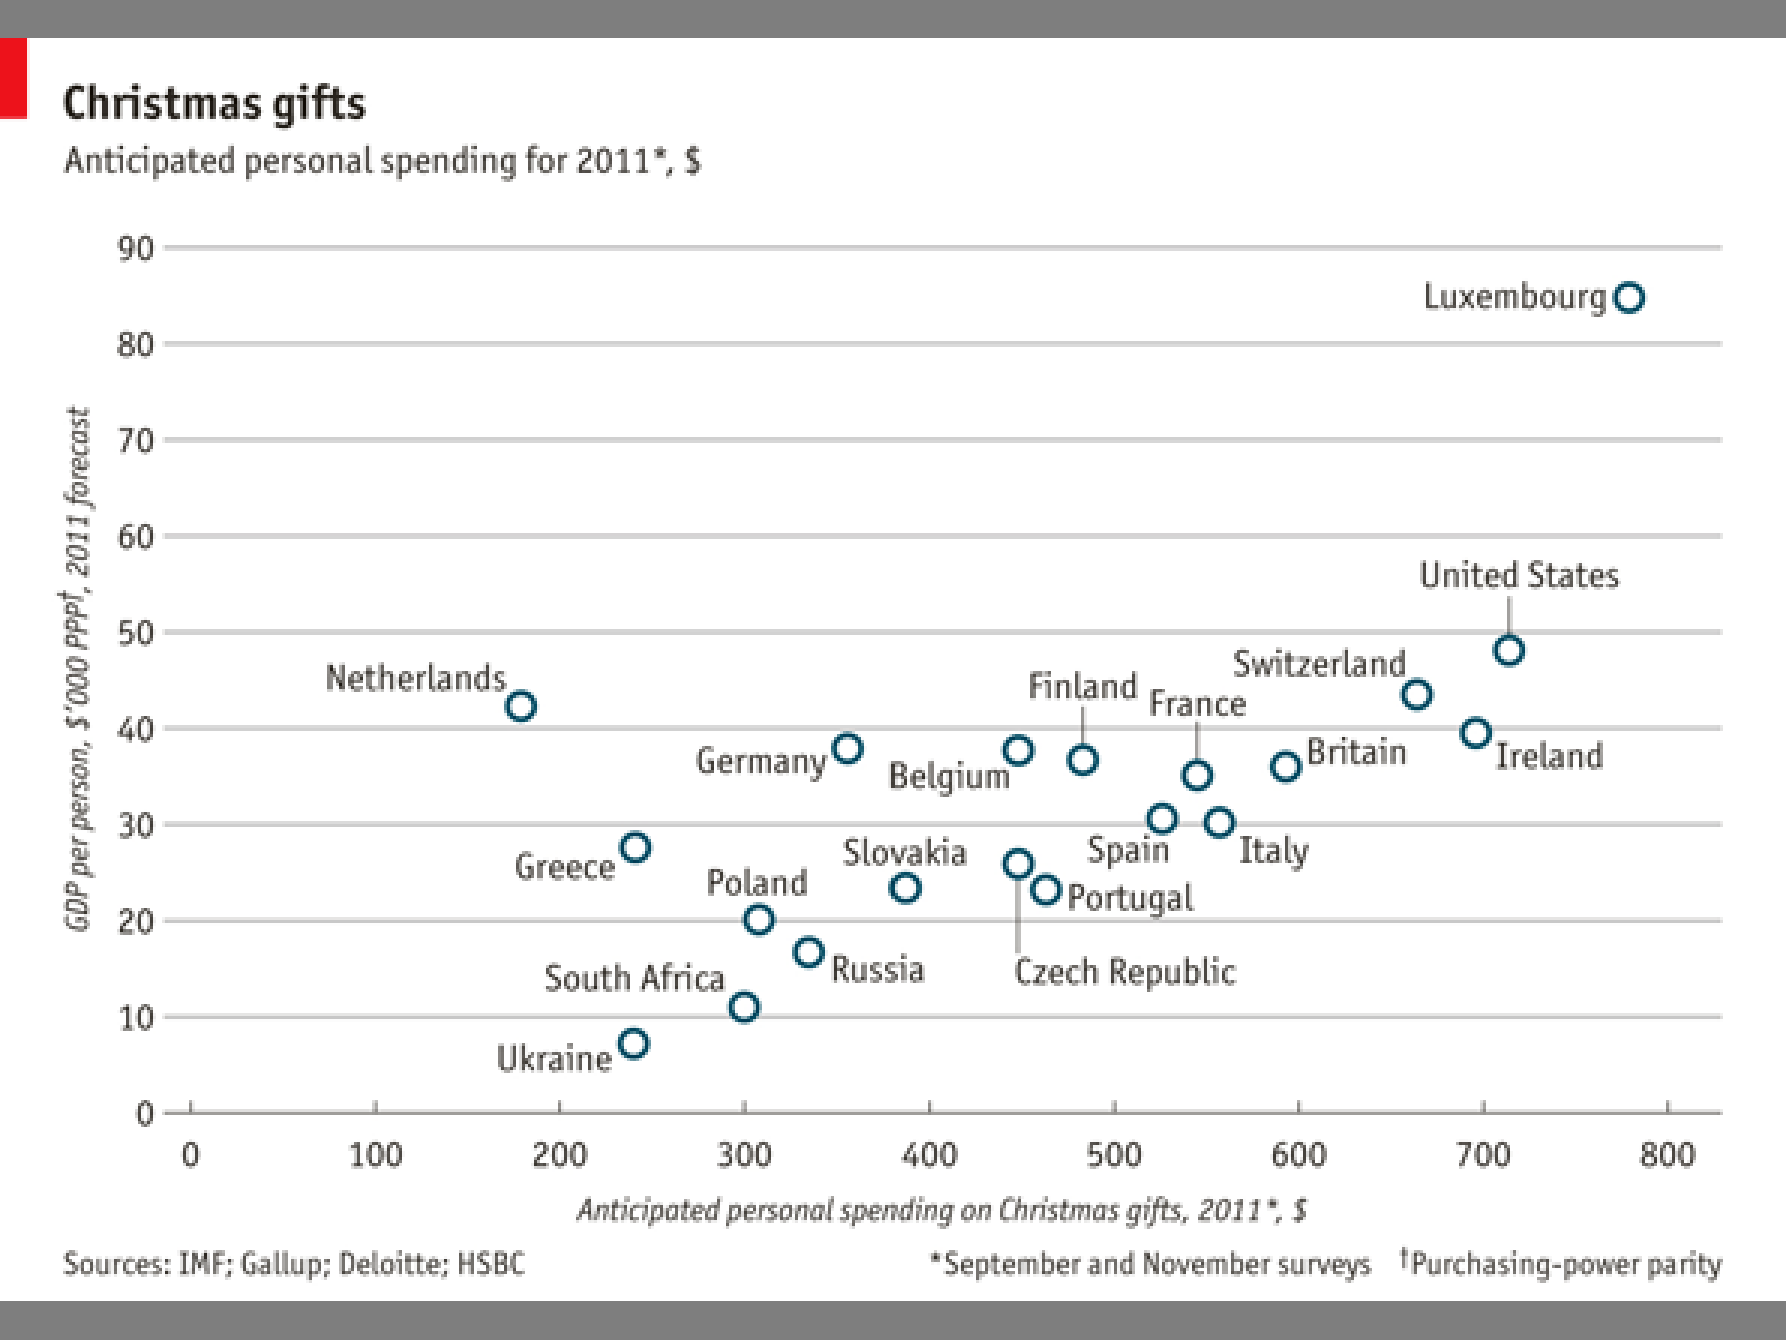 Christmas gifts
Anticipated personal spending for 2011*, $
90
80
70
60
50
40
30
20
10
0
GDP per person, $'000 PPP†, 2011 forecast
Luxembourg
United States
Switzerland
Netherlands
Finland
France
Germany
Belgium
Britain
Ireland
Greece
Slovakia
Spain
Italy
Poland
Portugal
Russia
South Africa
Czech Republic
Ukraine
0 100 200 300 400 500 600 700 800
Anticipated personal spending on Christmas gifts, 2011*, $
Sources: IMF; Gallup; Deloitte; HSBC
*September and November surveys †Purchasing-power parity